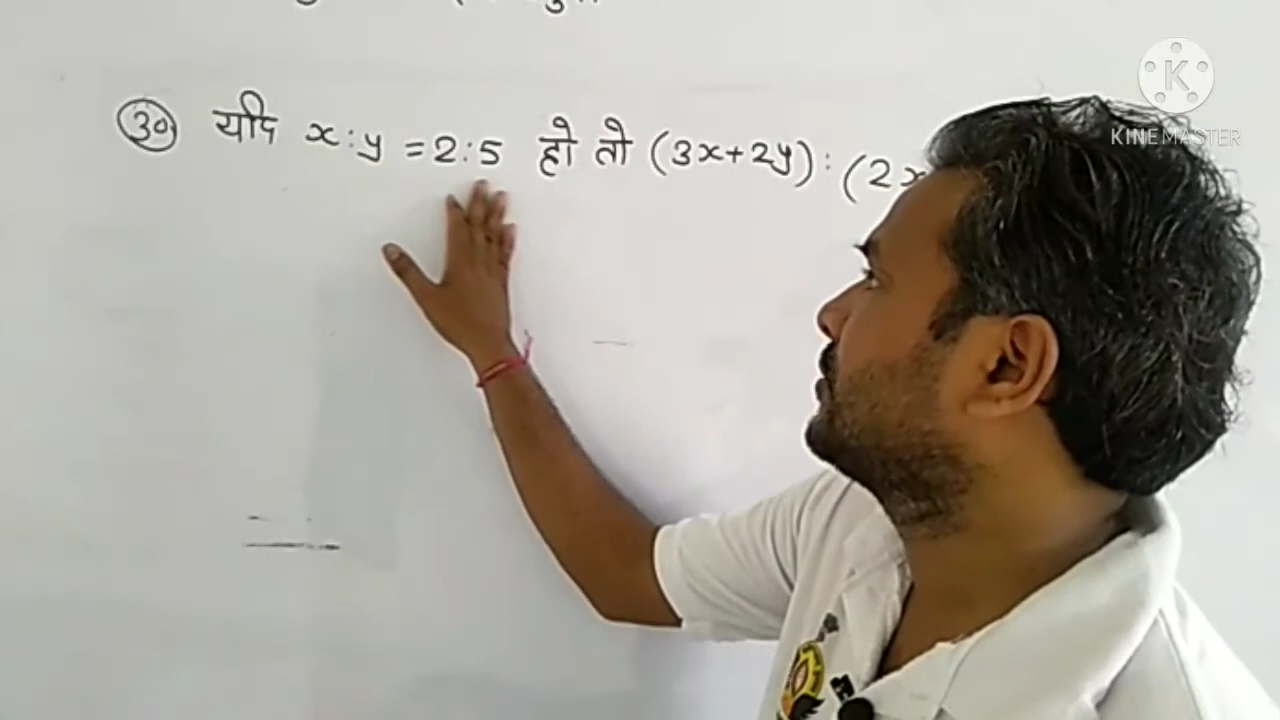 (30) यदि x:y = 2:5 हो तो (3x+2y):(2x
KINEMASTER